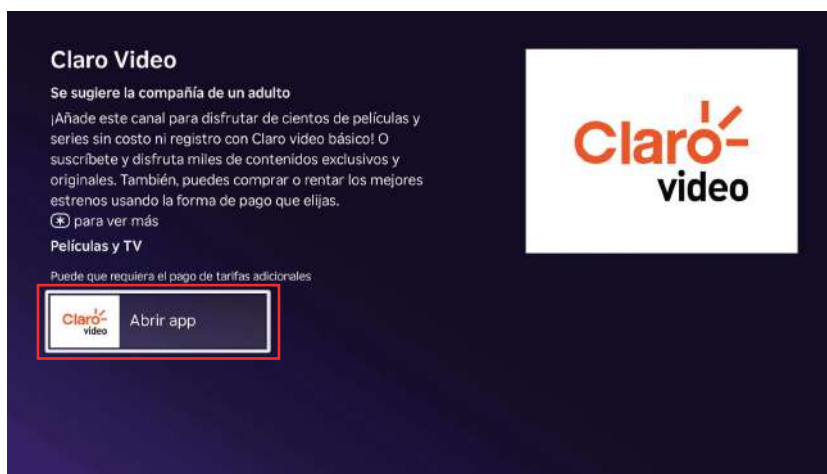 Claro Video
Se sugiere la compañía de un adulto
¡Añade este canal para disfrutar de cientos de películas y
series sin costo ni registro con Claro video básico! O
suscríbete y disfruta miles de contenidos exclusivos y
originales. También, puedes comprar o rentar los mejores
estrenos usando la forma de pago que elijas.
(*) para ver más
Películas y TV
Puede que requiera el pago de tarifas adicionales
Claro
video
Abrir app
Claro
video